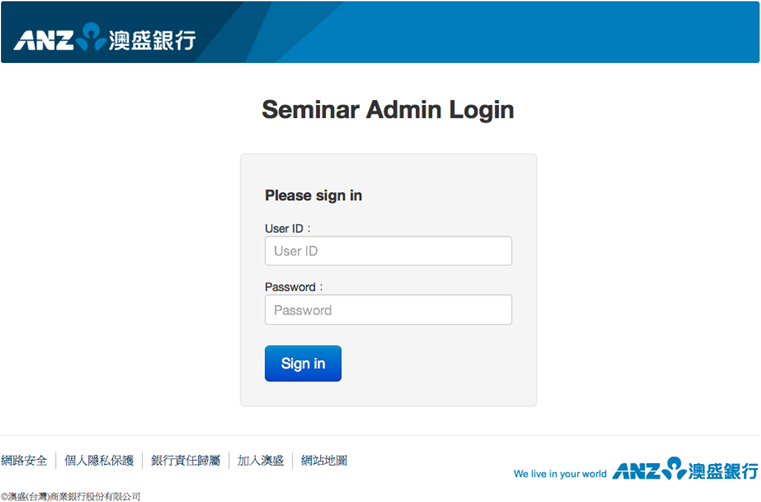 ANZ 澳盛銀行
Seminar Admin Login
Please sign in
User ID：
User ID
Password：
Password
Sign in
網路安全 個人隱私保護 銀行責任歸屬 加入澳盛 網站地圖
We live in your world ANZ 澳盛銀行
©澳盛(台灣)商業銀行股份有限公司